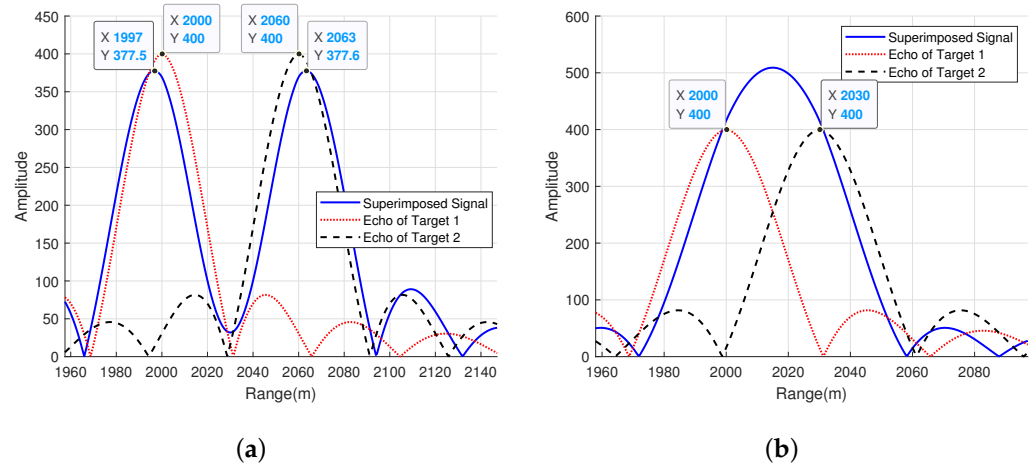 450
400
350
300
250
200
150
100
50
0
1960 1980 2000 2020 2040 2060 2080 2100 2120 2140
Amplitude
Range(m)
X 1997
Y 377.5
X 2000
Y 400
X 2060
Y 400
X 2063
Y 377.6
Superimposed Signal
Echo of Target 1
Echo of Target 2
(a)
600
500
400
300
200
100
0
1960 1980 2000 2020 2040 2060 2080
Amplitude
Range(m)
Superimposed Signal
Echo of Target 1
Echo of Target 2
X 2000
Y 400
X 2030
Y 400
(b)